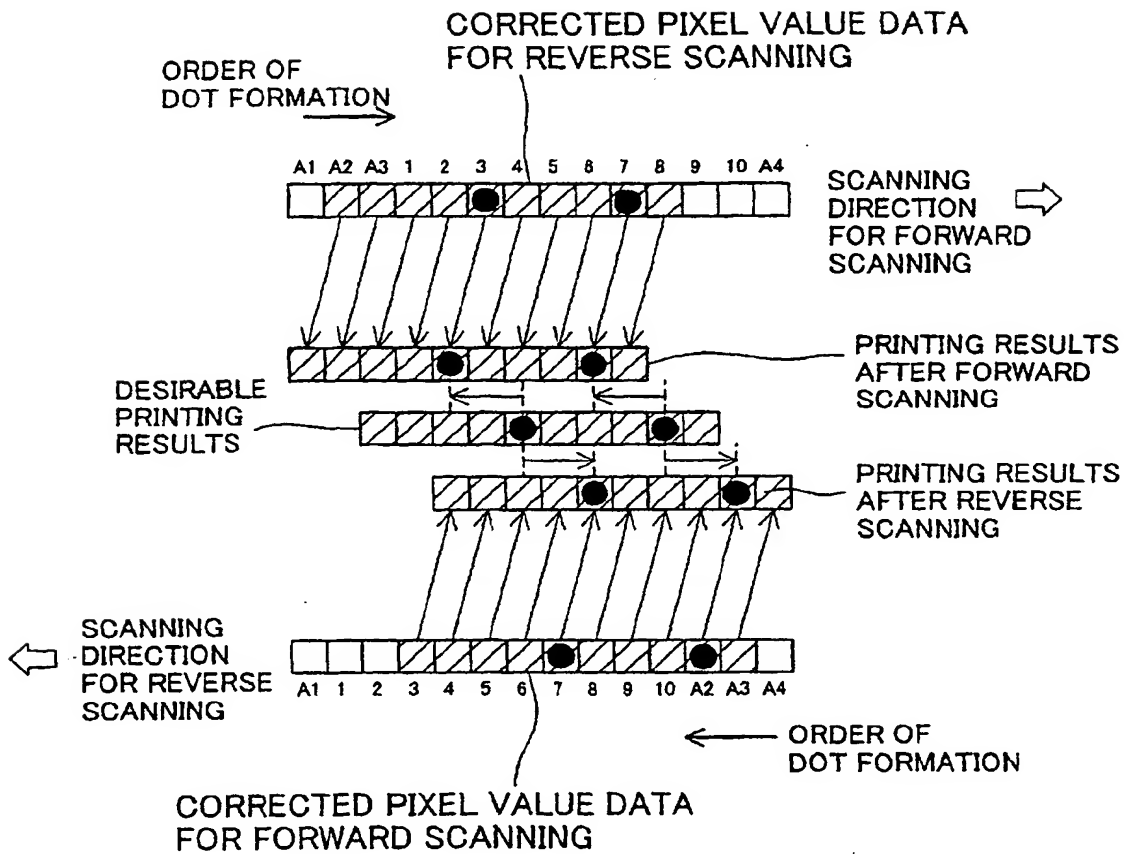 CORRECTED PIXEL VALUE DATA
FOR REVERSE SCANNING
ORDER OF
DOT FORMATION
A1 A2 A3 1 2 3 4 5 6 7 8 9 10 A4
SCANNING
DIRECTION
FOR FORWARD
SCANNING
PRINTING RESULTS
AFTER FORWARD
SCANNING
DESIRABLE
PRINTING
RESULTS
PRINTING RESULTS
AFTER REVERSE
SCANNING
SCANNING
DIRECTION
FOR REVERSE
SCANNING
A1 1 2 3 4 5 6 7 8 9 10 A2 A3 A4
ORDER OF
DOT FORMATION
CORRECTED PIXEL VALUE DATA
FOR FORWARD SCANNING